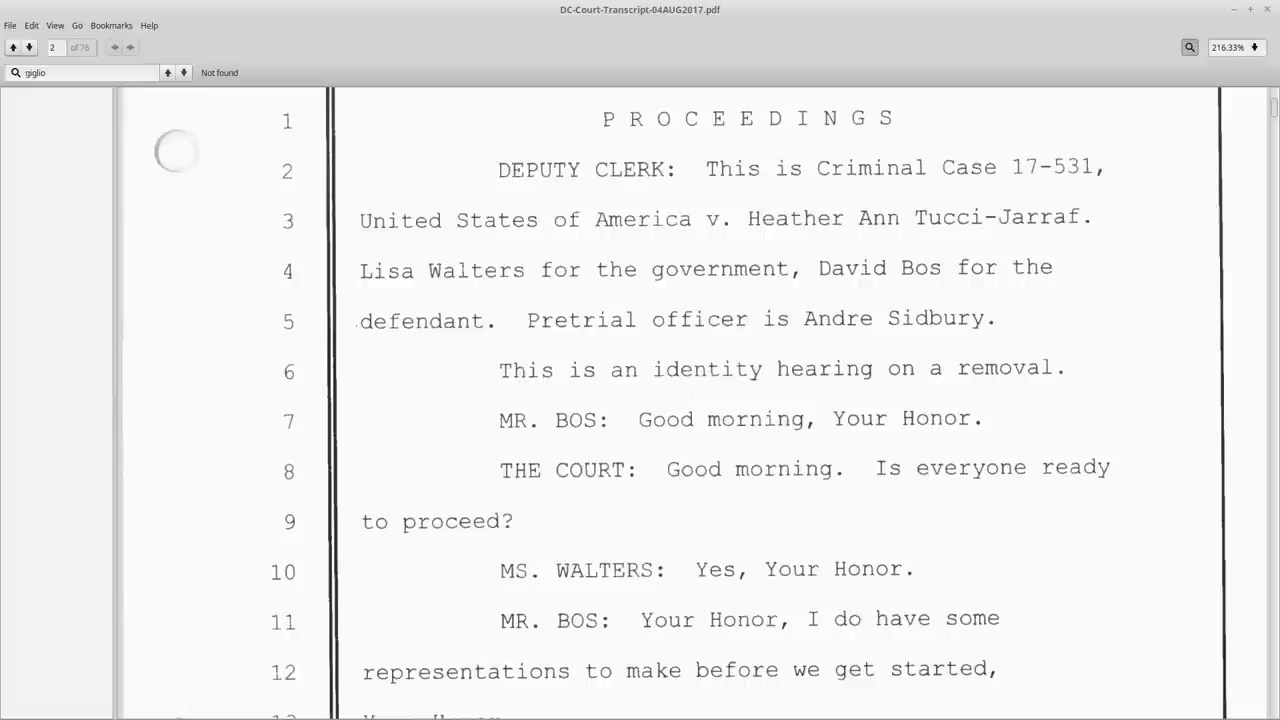 DC-Court-Transcript-04AUG2017.pdf
File Edit View Go Bookmarks Help
2 of 76 216.33%
giglio Not found
1 P R O C E E D I N G S
2 DEPUTY CLERK: This is Criminal Case 17-531,
3 United States of America v. Heather Ann Tucci-Jarraf.
4 Lisa Walters for the government, David Bos for the
5 defendant. Pretrial officer is Andre Sidbury.
6 This is an identity hearing on a removal.
7 MR. BOS: Good morning, Your Honor.
8 THE COURT: Good morning. Is everyone ready
9 to proceed?
10 MS. WALTERS: Yes, Your Honor.
11 MR. BOS: Your Honor, I do have some
12 representations to make before we get started,